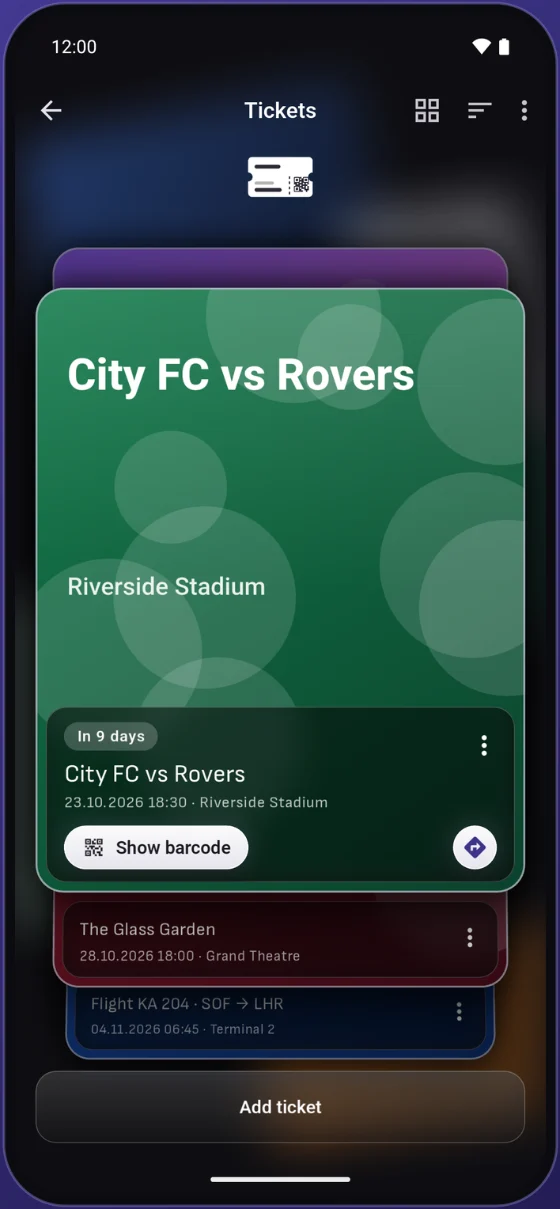 12:00
Tickets
City FC vs Rovers
Riverside Stadium
In 9 days
City FC vs Rovers
23.10.2026 18:30 · Riverside Stadium
Show barcode
The Glass Garden
28.10.2026 18:00 · Grand Theatre
Flight KA 204 · SOF → LHR
04.11.2026 06:45 · Terminal 2
Add ticket